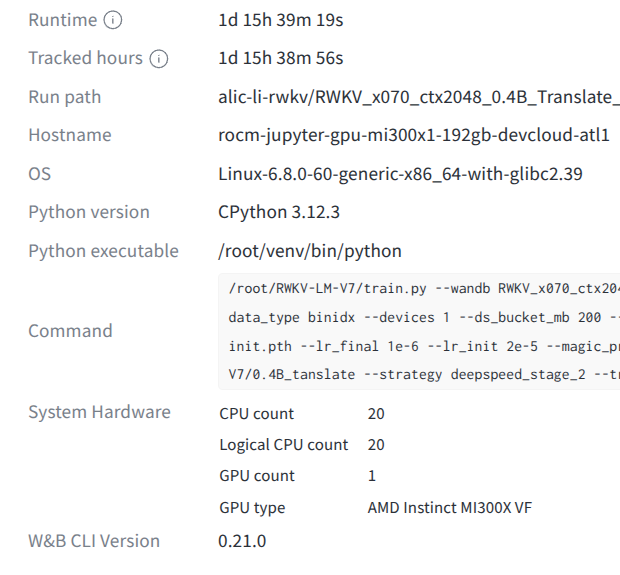 Runtime 1d 15h 39m 19s
Tracked hours 1d 15h 38m 56s
Run path alic-li-rwkv/RWKV_x070_ctx2048_0.4B_Translate_
Hostname rocm-jupyter-gpu-mi300x1-192gb-devcloud-atl1
OS Linux-6.8.0-60-generic-x86_64-with-glibc2.39
Python version CPython 3.12.3
Python executable /root/venv/bin/python
/root/RWKV-LM-V7/train.py --wandb RWKV_x070_ctx204
data_type binidx --devices 1 --ds_bucket_mb 200 --
Command
init.pth --lr_final 1e-6 --lr_init 2e-5 --magic_pr
V7/0.4B_tanslate --strategy deepspeed_stage_2 --tr
System Hardware CPU count 20
Logical CPU count 20
GPU count 1
GPU type AMD Instinct MI300X VF
W&B CLI Version 0.21.0